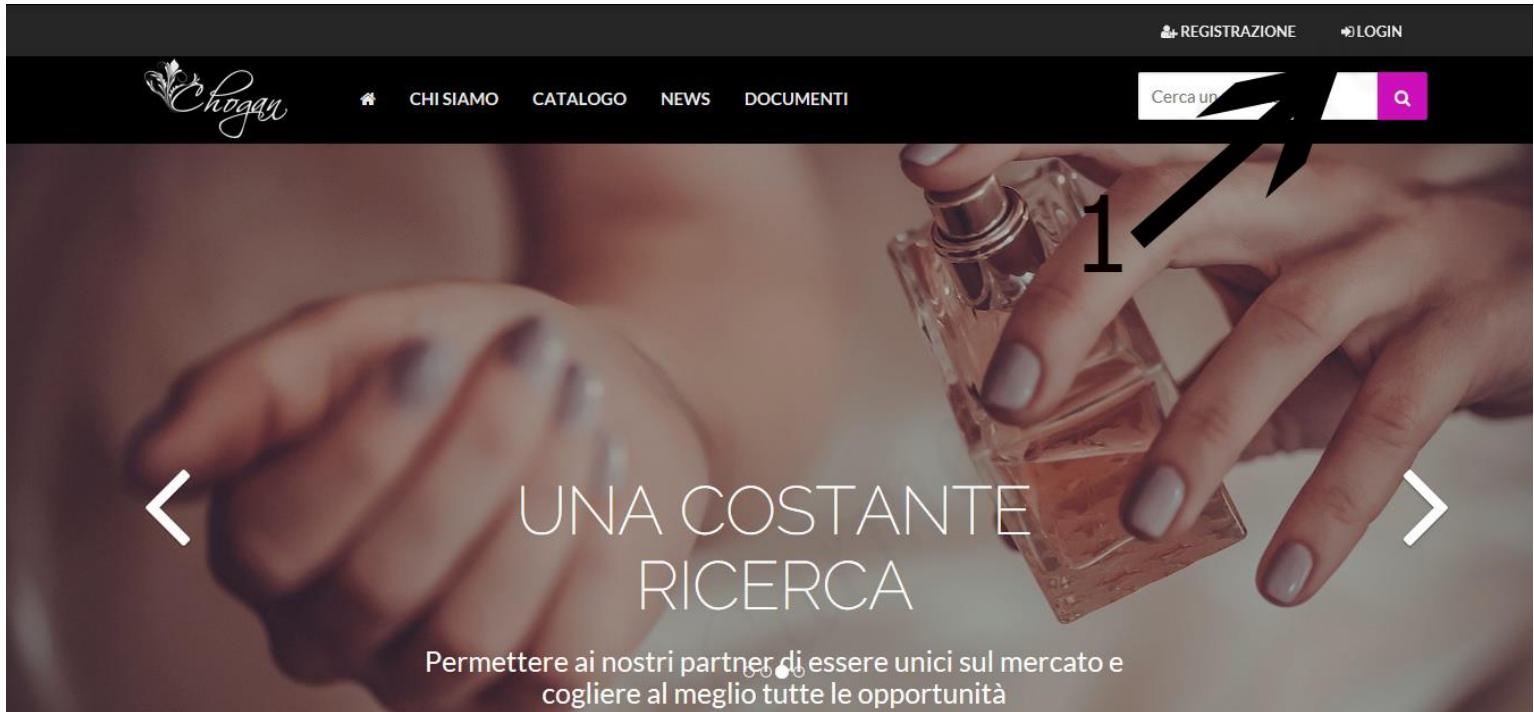 REGISTRAZIONE LOGIN
Chogan
CHI SIAMO CATALOGO NEWS DOCUMENTI
Cerca un
1
UNA COSTANTE
RICERCA
Permettere ai nostri partner di essere unici sul mercato e
cogliere al meglio tutte le opportunità